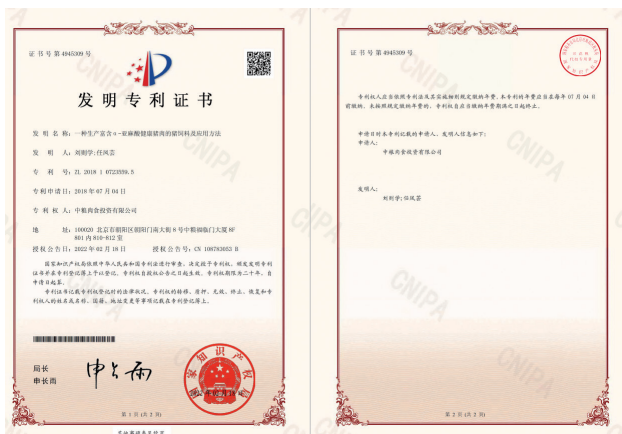 证书号第4945309号
发明专利证书
发 明 名 称：一种生产富含α-亚麻酸健康猪肉的猪饲料及应用方法
发 明 人：刘则学;任凤芸
专 利 号：ZL 2018 1 0723559.5
专利申请日：2018年07月04日
专 利 权 人：中粮肉食投资有限公司
地 址：100020 北京市朝阳区朝阳门南大街8号中粮福临门大厦8F
801内810-812室
授权公告日：2022年02月18日 授权公告号：CN 108783053 B
国家知识产权局依照中华人民共和国专利法进行审查，决定授予专利权，颁发发明专利
证书并在专利登记簿上予以登记。专利权自授权公告之日起生效。专利权期限为二十年，自
申请日起算。
专利证书记载专利权登记时的法律状况。专利权的转移、质押、无效、终止、恢复和专
利权人的姓名或名称、国籍、地址变更等事项记载在专利登记簿上。
局长
申长雨
申长雨
国家知识产权局
2022年02月18日
第 1 页 (共 2 页)
证书号第4945309号
专利权人应当依照专利法及其实施细则规定缴纳年费。本专利的年费应当在每年07月04日
前缴纳。未按照规定缴纳年费的，专利权自应当缴纳年费期满之日起终止。
申请日时本专利记载的申请人、发明人信息如下：
申请人：
中粮肉食投资有限公司
发明人：
刘则学;任凤芸
第 2 页 (共 2 页)
CNIPA